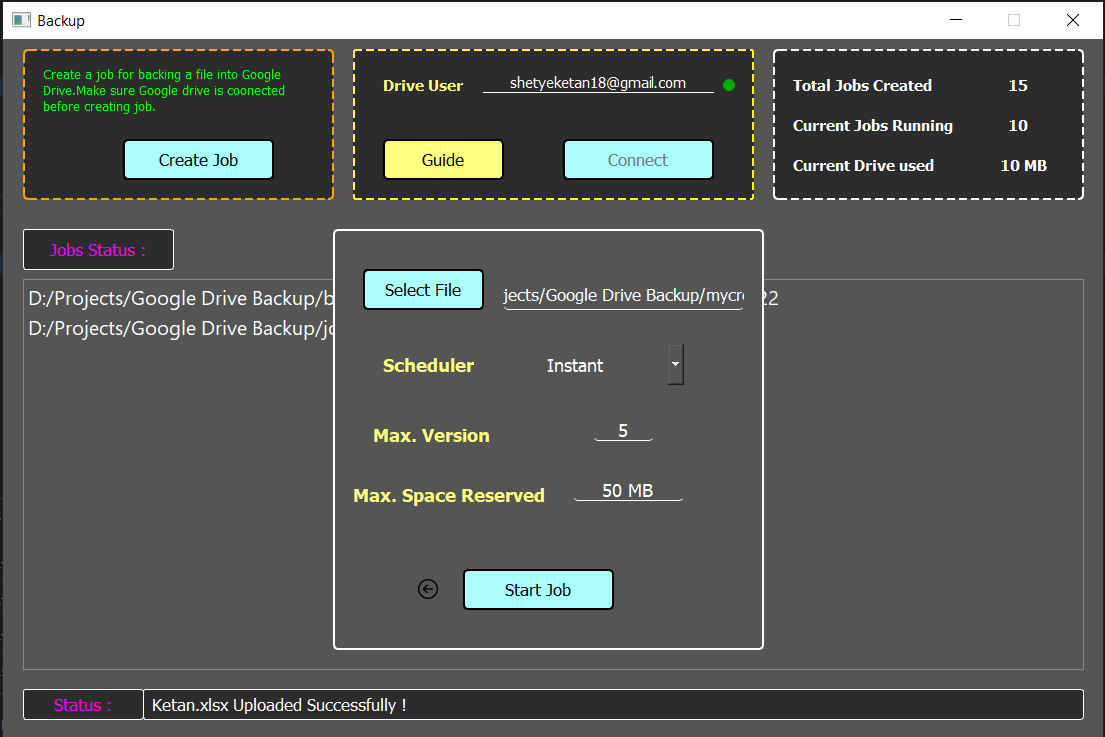 Backup
Create a job for backing a file into Google
Drive.Make sure Google drive is coonected
before creating job.
Create Job
Drive User shetyeketan18@gmail.com
Guide Connect
Total Jobs Created 15
Current Jobs Running 10
Current Drive used 10 MB
Jobs Status :
D:/Projects/Google Drive Backup/b
22
D:/Projects/Google Drive Backup/jo
Select File jects/Google Drive Backup/mycre
Scheduler Instant
Max. Version 5
Max. Space Reserved 50 MB
Start Job
Status : Ketan.xlsx Uploaded Successfully !